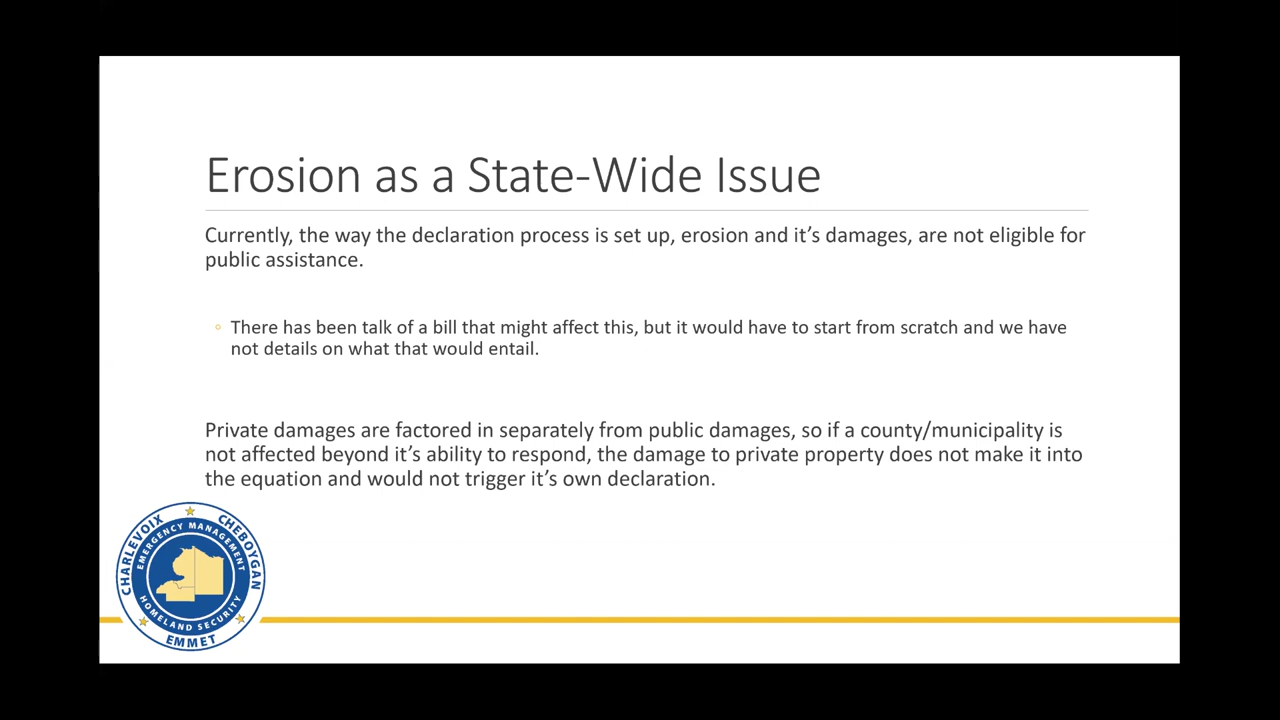 Erosion as a State-Wide Issue
Currently, the way the declaration process is set up, erosion and it’s damages, are not eligible for
public assistance.
◦ There has been talk of a bill that might affect this, but it would have to start from scratch and we have
not details on what that would entail.
Private damages are factored in separately from public damages, so if a county/municipality is
not affected beyond it’s ability to respond, the damage to private property does not make it into
the equation and would not trigger it’s own declaration.
CHARLEVOIX
CHEBOYGAN
EMERGENCY MANAGEMENT
HOMELAND SECURITY
EMMET